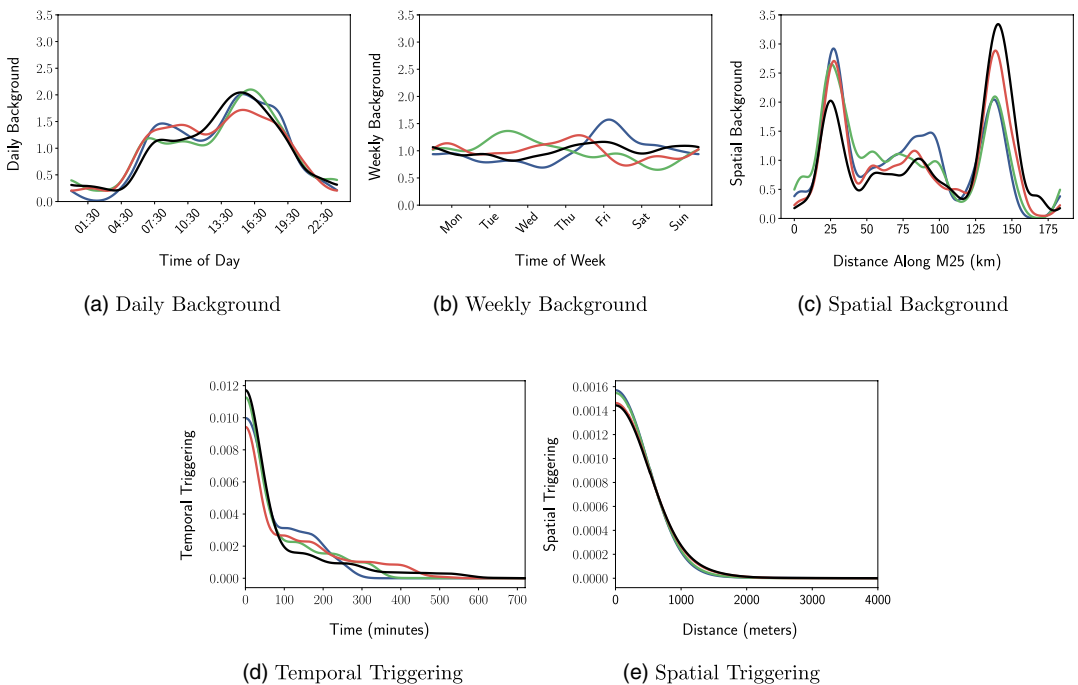 3.5
3.0
2.5
2.0
1.5
1.0
0.5
0.0
Daily Background
01:30
04:30
07:30
10:30
13:30
16:30
19:30
22:30
Time of Day
(a) Daily Background
3.5
3.0
2.5
2.0
1.5
1.0
0.5
0.0
Weekly Background
Mon
Tue
Wed
Thu
Fri
Sat
Sun
Time of Week
(b) Weekly Background
3.5
3.0
2.5
2.0
1.5
1.0
0.5
0.0
Spatial Background
0 25 50 75 100 125 150 175
Distance Along M25 (km)
(c) Spatial Background
0.012
0.010
0.008
0.006
0.004
0.002
0.000
Temporal Triggering
0 100 200 300 400 500 600 700
Time (minutes)
(d) Temporal Triggering
0.0016
0.0014
0.0012
0.0010
0.0008
0.0006
0.0004
0.0002
0.0000
Spatial Triggering
0 1000 2000 3000 4000
Distance (meters)
(e) Spatial Triggering